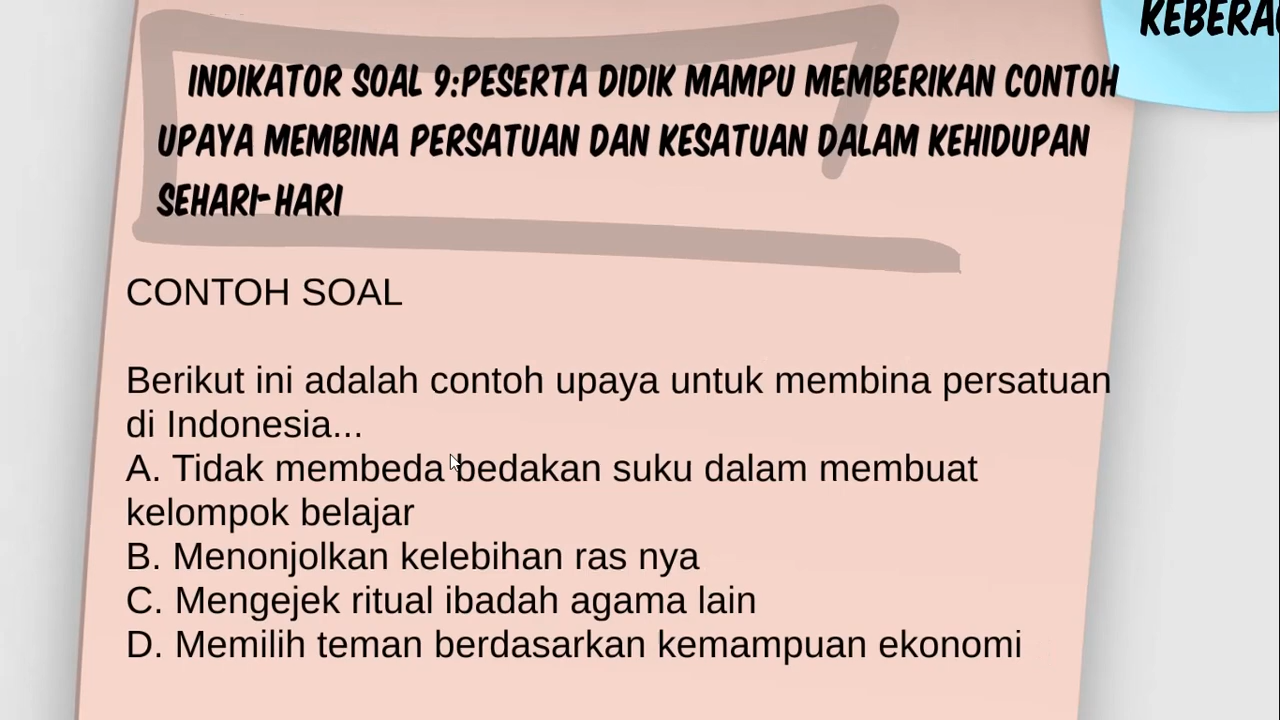 KEBERA
INDIKATOR SOAL 9:PESERTA DIDIK MAMPU MEMBERIKAN CONTOH
UPAYA MEMBINA PERSATUAN DAN KESATUAN DALAM KEHIDUPAN
SEHARI-HARI
CONTOH SOAL
Berikut ini adalah contoh upaya untuk membina persatuan
di Indonesia...
A. Tidak membeda bedakan suku dalam membuat
kelompok belajar
B. Menonjolkan kelebihan ras nya
C. Mengejek ritual ibadah agama lain
D. Memilih teman berdasarkan kemampuan ekonomi